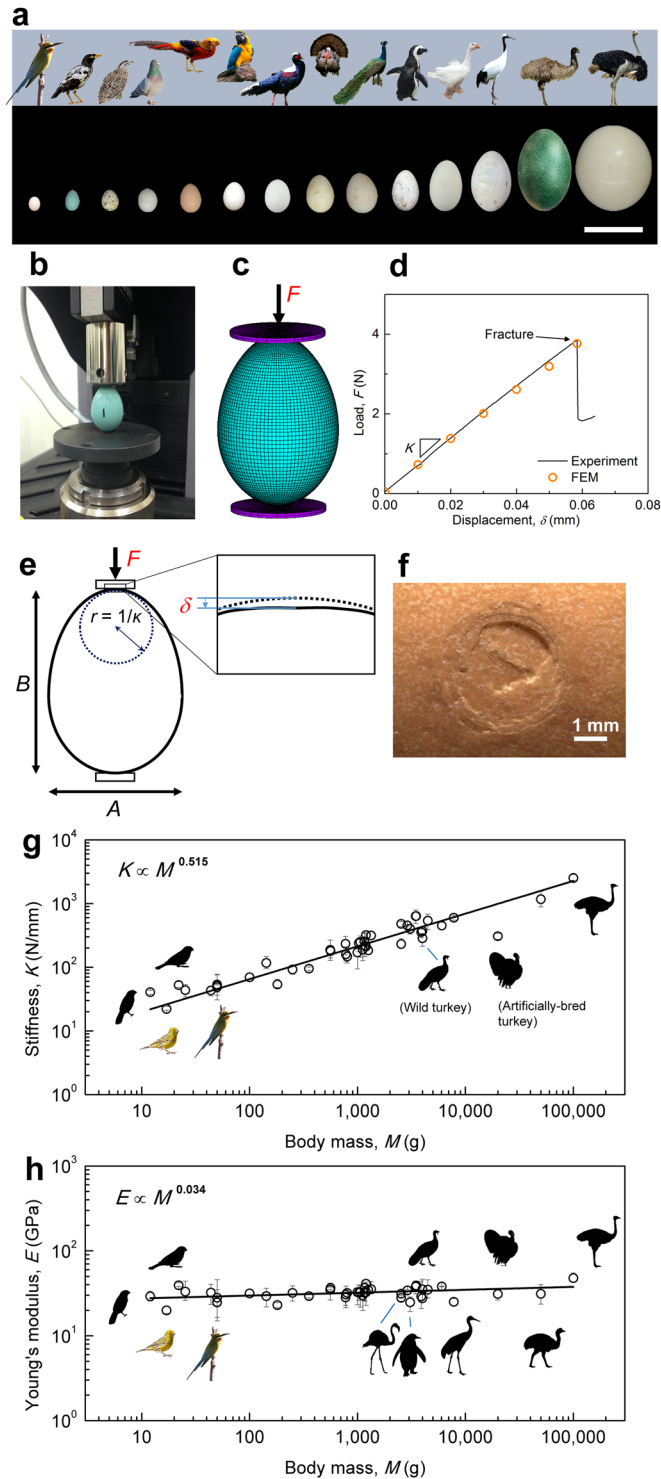 a
b
c
F
d
Load, F (N)
4
2
0
0.00
0.02
0.04
0.06
0.08
Displacement, δ (mm)
Fracture
K
Experiment
FEM
e
F
B
r = 1/κ
A
δ
f
1 mm
g
K ∝ M^0.515
Stiffness, K (N/mm)
10^4
10^3
10^2
10^1
10^0
(Wild turkey)
(Artificially-bred
turkey)
10
100
1,000
10,000
100,000
Body mass, M (g)
h
E ∝ M^0.034
Young's modulus, E (GPa)
10^3
10^2
10^1
10^0
10
100
1,000
10,000
100,000
Body mass, M (g)